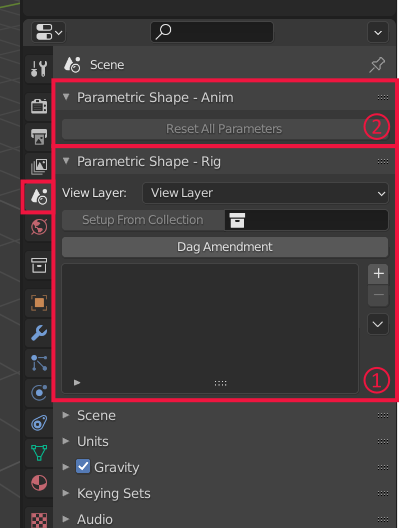 Scene
Parametric Shape - Anim
Reset All Parameters
②
Parametric Shape - Rig
View Layer:
View Layer
Setup From Collection
Dag Amendment
①
Scene
Units
Gravity
Keying Sets
Audio